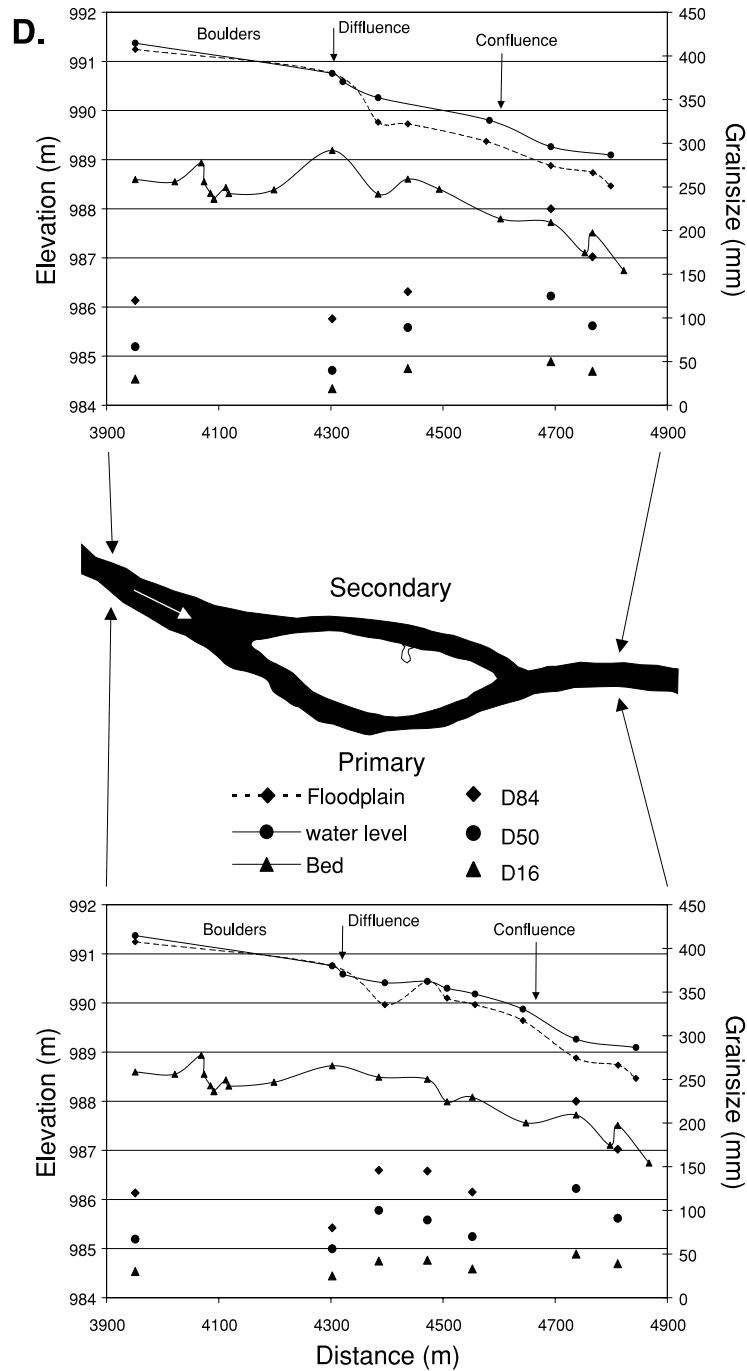 D.
Boulders
Diffluence
Confluence
992
991
990
989
988
987
986
985
984
Elevation (m)
450
400
350
300
250
200
150
100
50
0
Grainsize (mm)
3900 4100 4300 4500 4700 4900
Secondary
Primary
Floodplain
water level
Bed
D84
D50
D16
Boulders
Diffluence
Confluence
992
991
990
989
988
987
986
985
984
Elevation (m)
450
400
350
300
250
200
150
100
50
0
Grainsize (mm)
3900 4100 4300 4500 4700 4900
Distance (m)